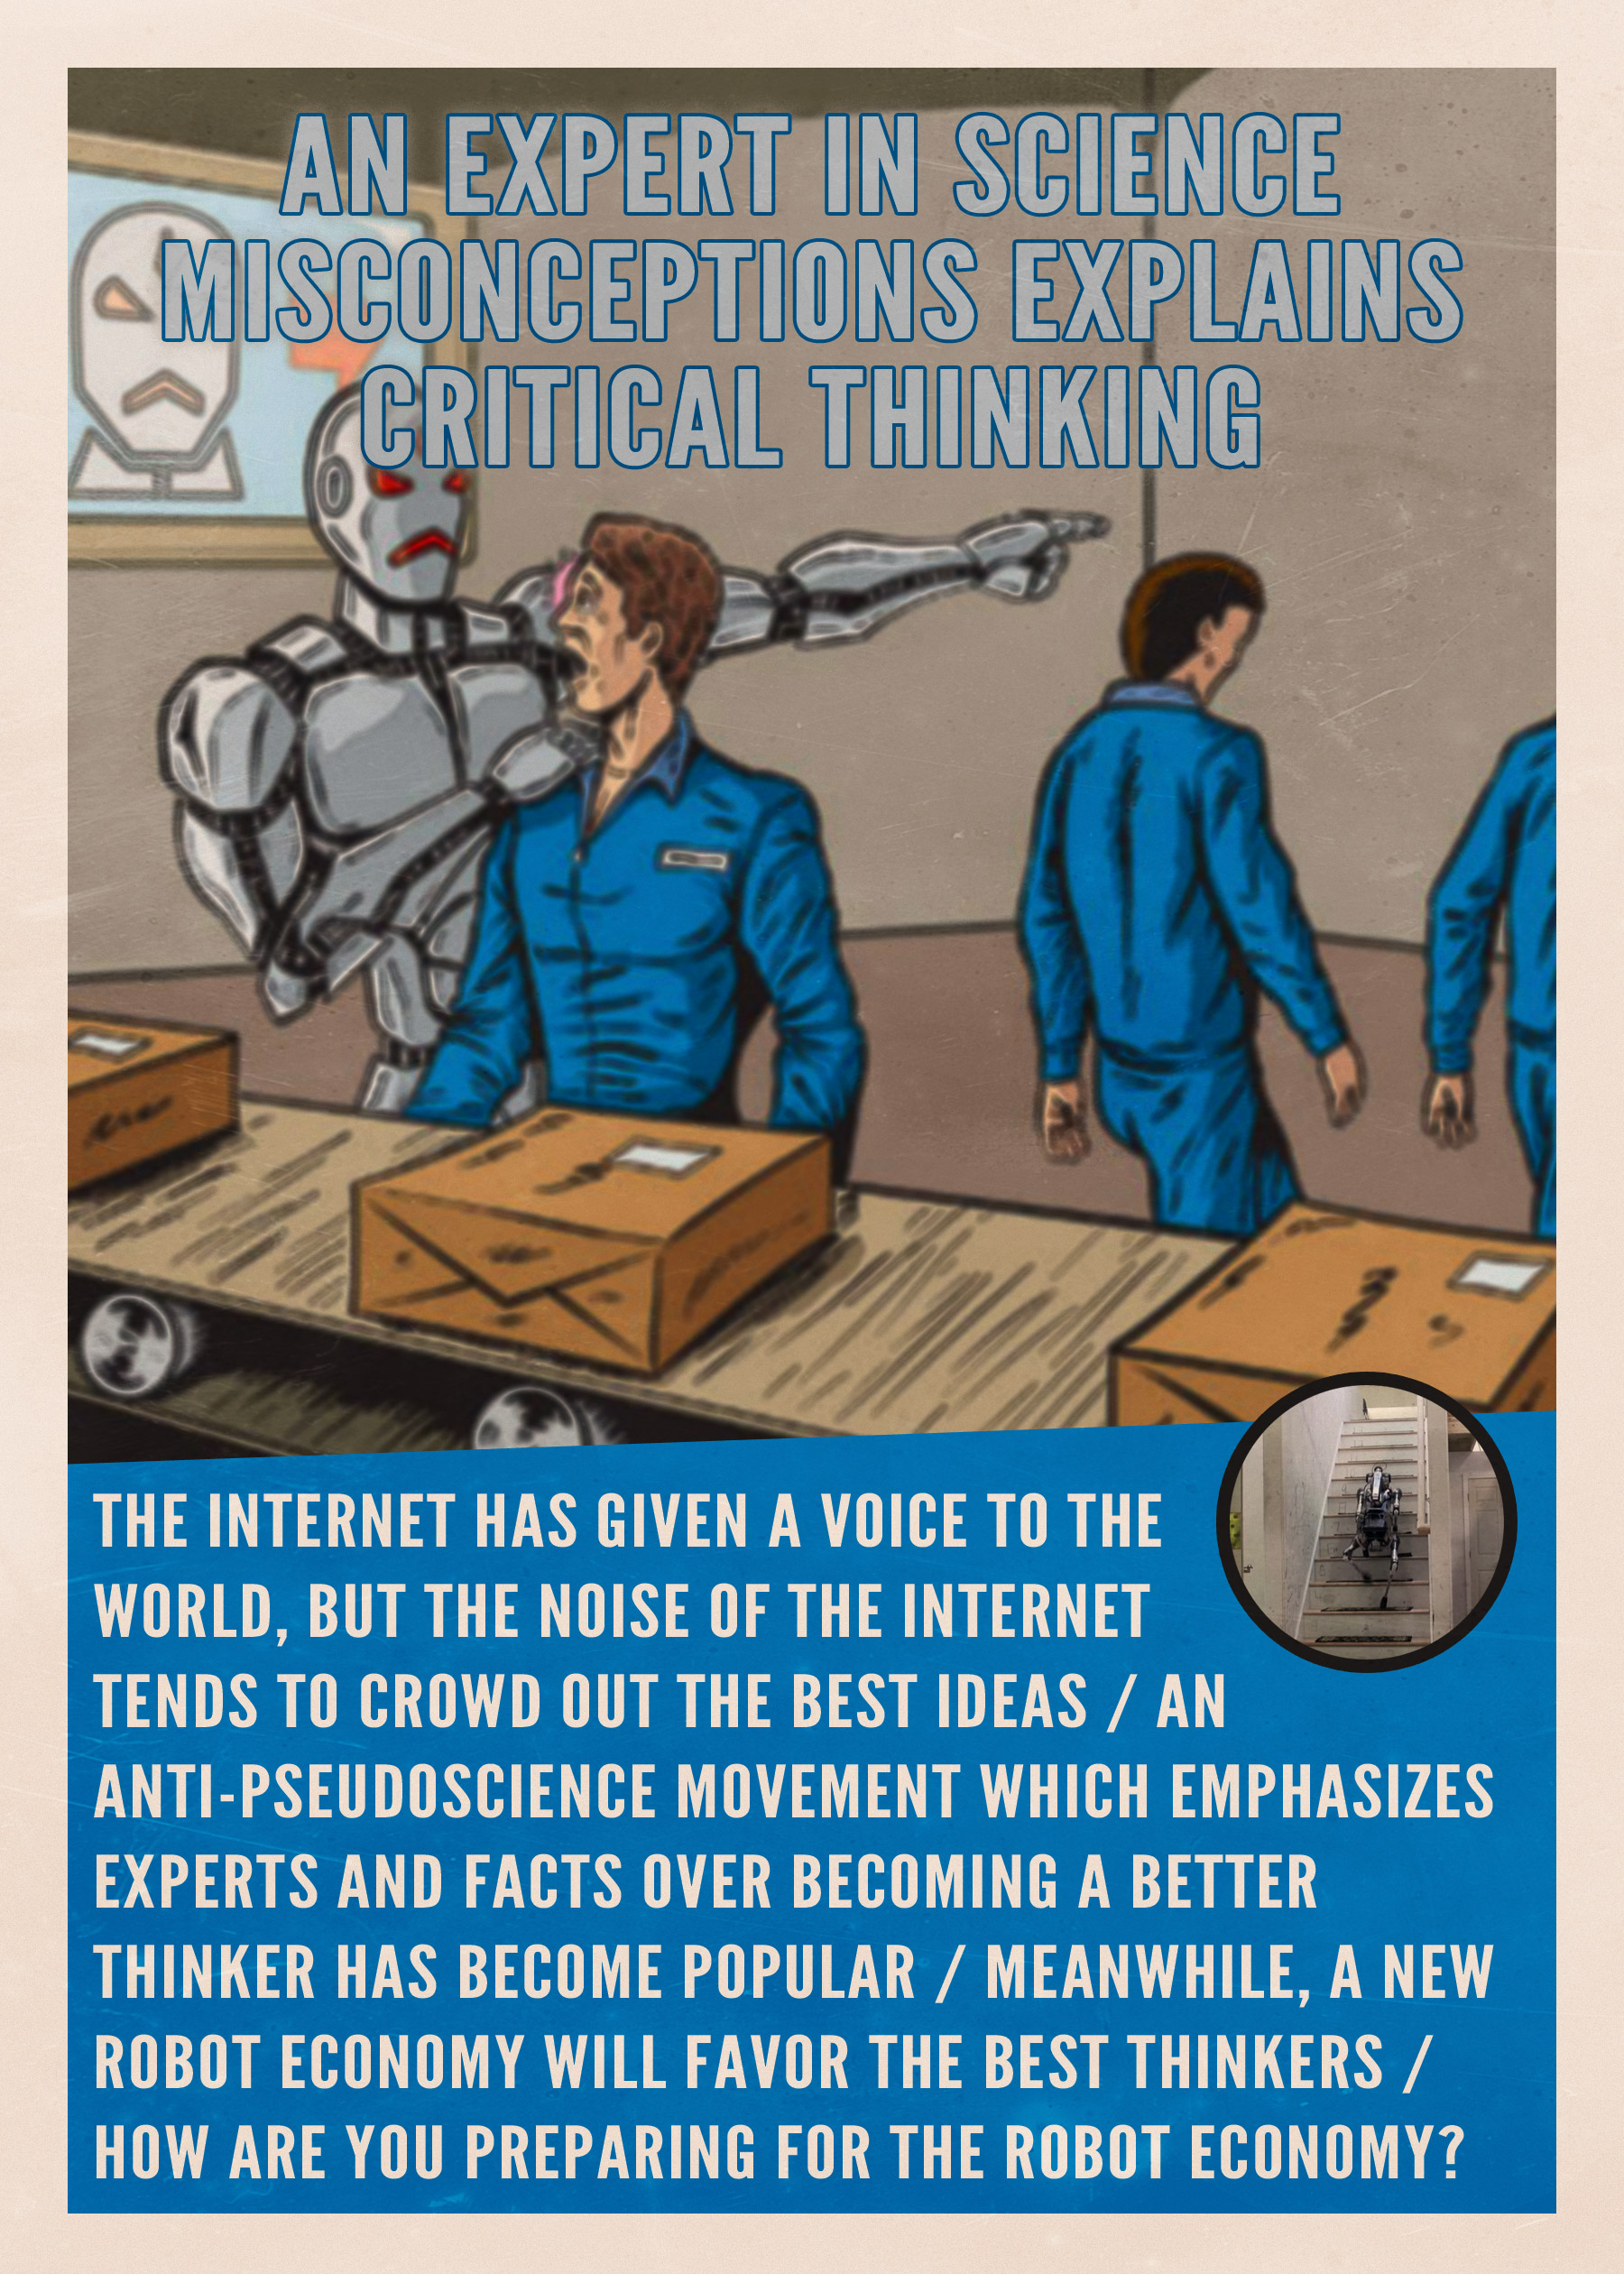 AN EXPERT IN SCIENCE
MISCONCEPTIONS EXPLAINS
CRITICAL THINKING
THE INTERNET HAS GIVEN A VOICE TO THE
WORLD, BUT THE NOISE OF THE INTERNET
TENDS TO CROWD OUT THE BEST IDEAS / AN
ANTI-PSEUDOSCIENCE MOVEMENT WHICH EMPHASIZES
EXPERTS AND FACTS OVER BECOMING A BETTER
THINKER HAS BECOME POPULAR / MEANWHILE, A NEW
ROBOT ECONOMY WILL FAVOR THE BEST THINKERS /
HOW ARE YOU PREPARING FOR THE ROBOT ECONOMY?